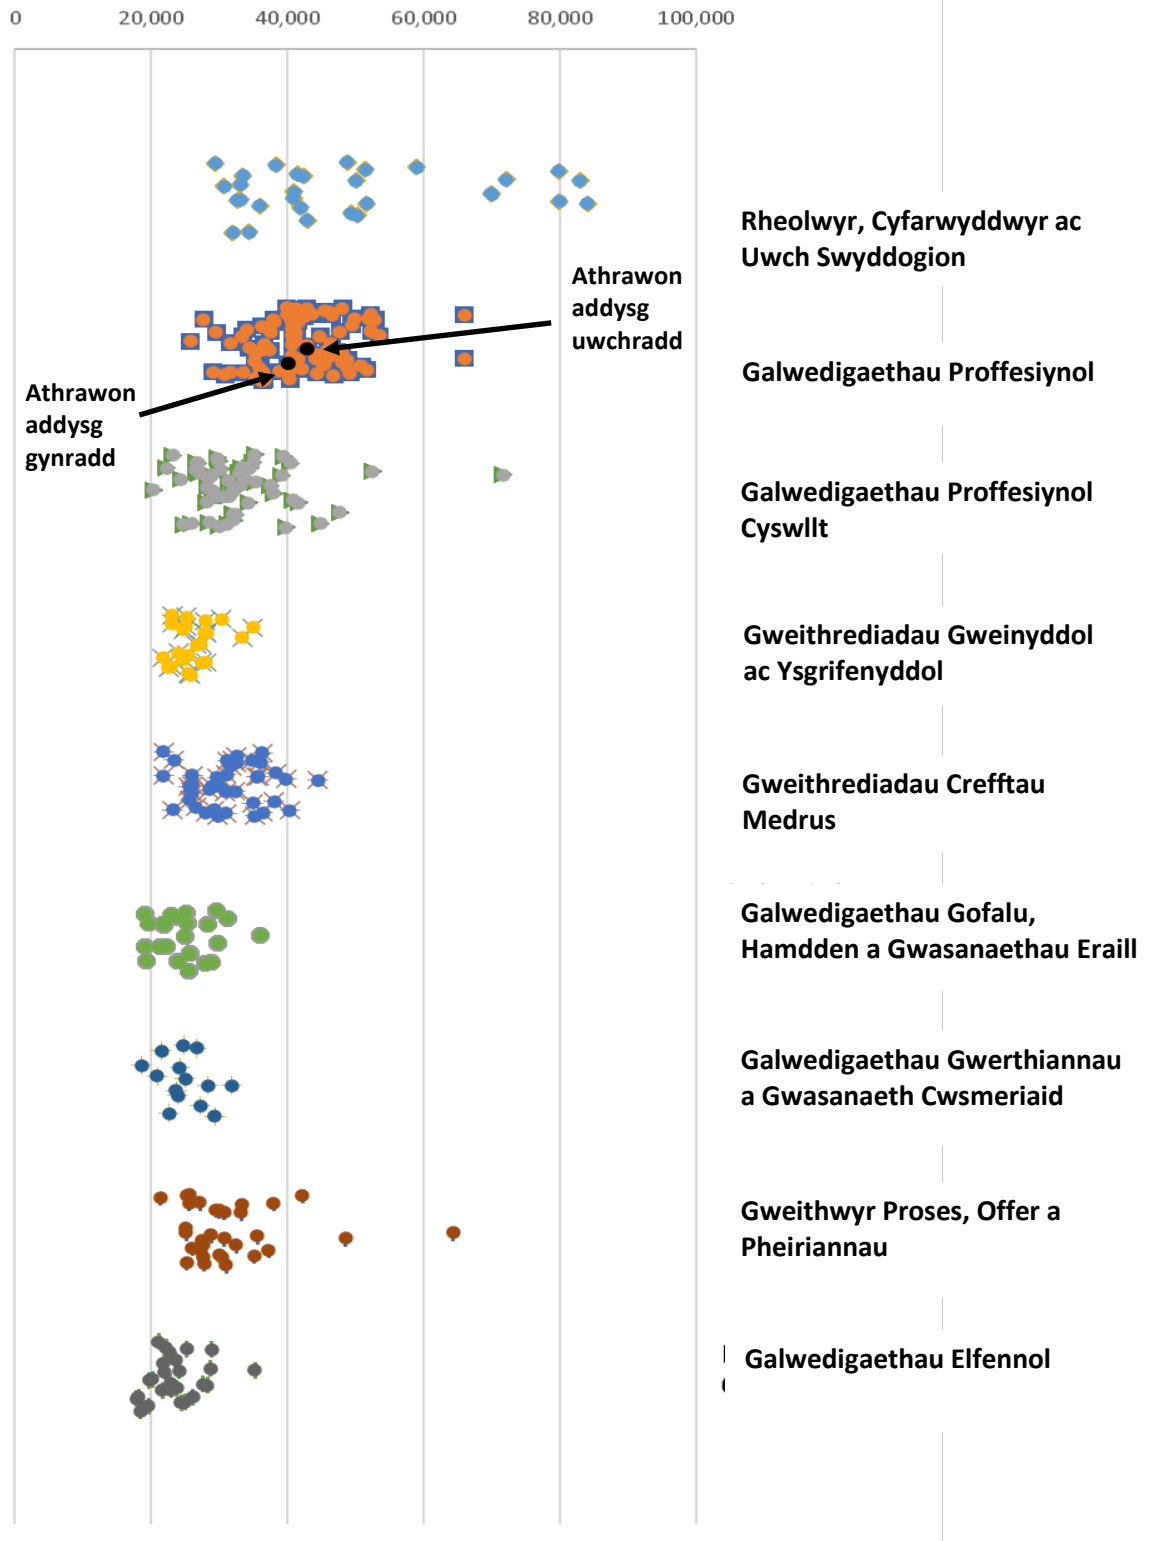 0 20,000 40,000 60,000 80,000 100,000
Rheolwyr, Cyfarwyddwyr ac
Uwch Swyddogion
Athrawon
addysg
uwchradd
Galwedigaethau Proffesiynol
Athrawon
addysg
gynradd
Galwedigaethau Proffesiynol
Cyswllt
Gweithrediadau Gweinyddol
ac Ysgrifenyddol
Gweithrediadau Crefftau
Medrus
Galwedigaethau Gofalu,
Hamdden a Gwasanaethau Eraill
Galwedigaethau Gwerthiannau
a Gwasanaeth Cwsmeriaid
Gweithwyr Proses, Offer a
Pheiriannau
Galwedigaethau Elfennol